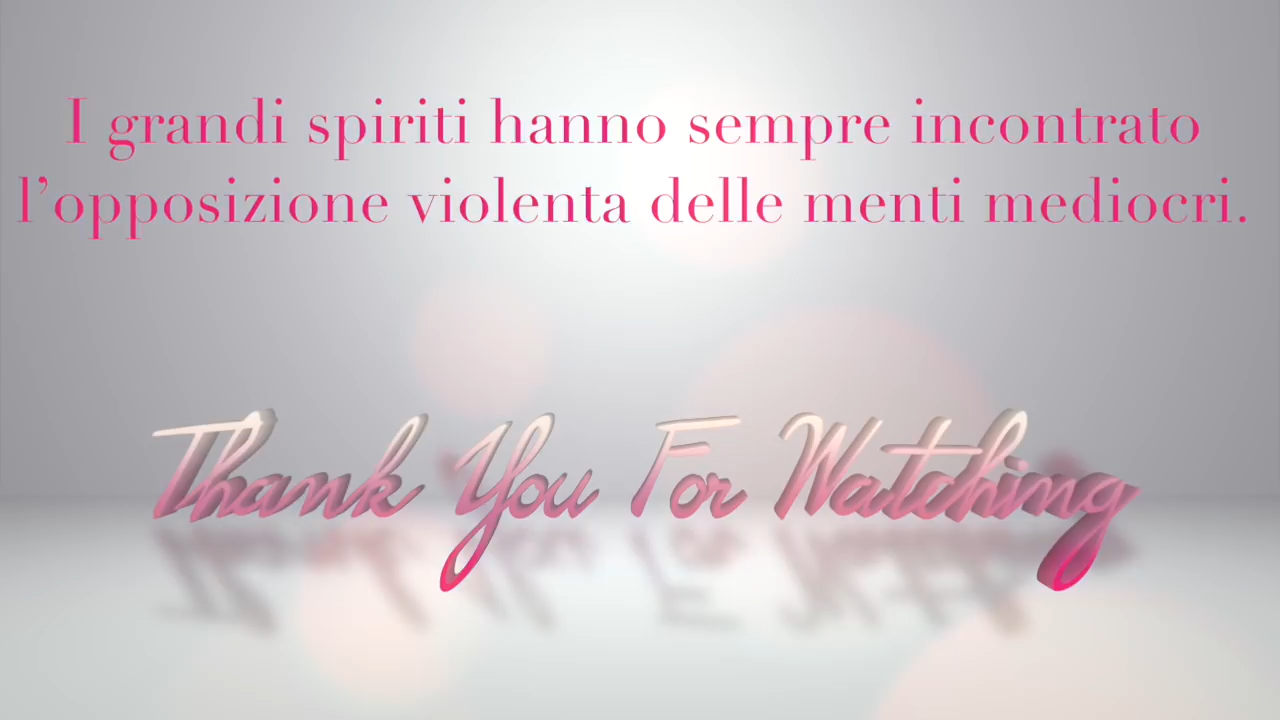 I grandi spiriti hanno sempre incontrato
l’opposizione violenta delle menti mediocri.
Thank You For Watching